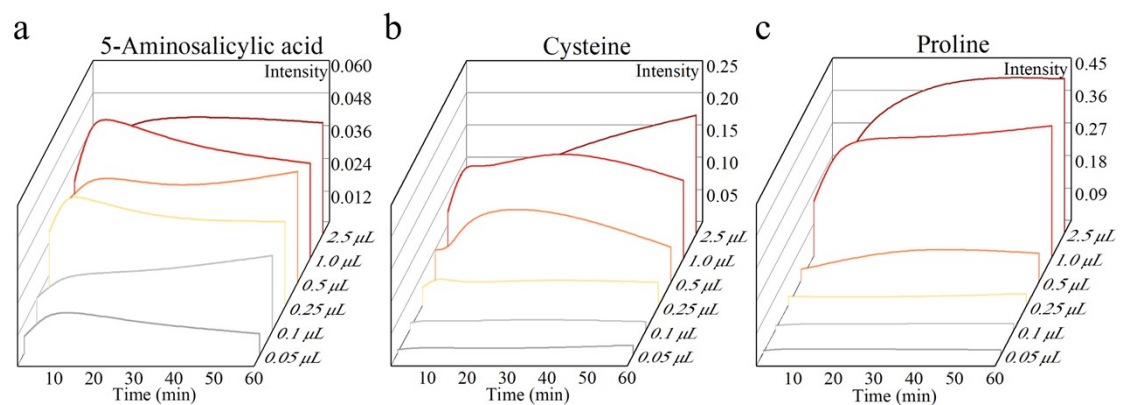 a
5-Aminosalicylic acid
Intensity
0.060
0.048
0.036
0.024
0.012
2.5 μL
1.0 μL
0.5 μL
0.25 μL
0.1 μL
0.05 μL
10 20 30 40 50 60
Time (min)
b
Cysteine
Intensity
0.25
0.20
0.15
0.10
0.05
2.5 μL
1.0 μL
0.5 μL
0.25 μL
0.1 μL
0.05 μL
10 20 30 40 50 60
Time (min)
c
Proline
Intensity
0.45
0.36
0.27
0.18
0.09
2.5 μL
1.0 μL
0.5 μL
0.25 μL
0.1 μL
0.05 μL
10 20 30 40 50 60
Time (min)